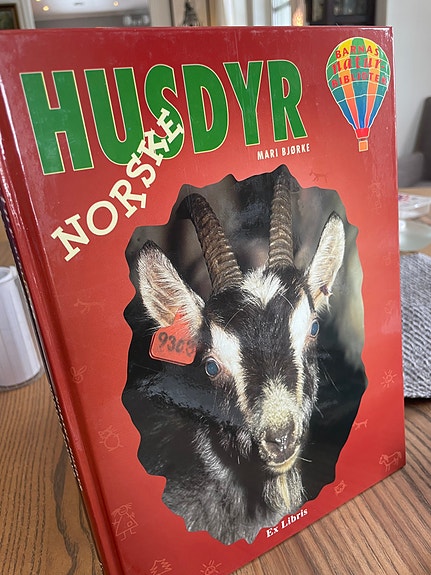 BARNAS
natur
BIBLIOTEK
HUSDYR
NORSKE
MARI BJØRKE
9303
Ex Libris